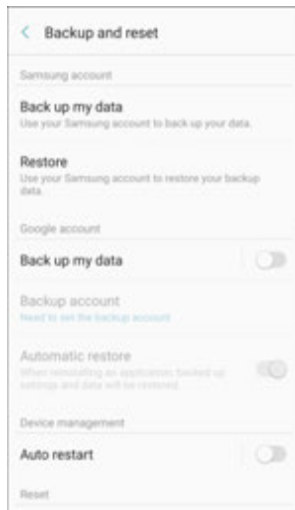 Backup and reset
Samsung account
Back up my data
Use your Samsung account to back up your data.
Restore
Use your Samsung account to restore your backup
data.
Google account
Back up my data
Backup account
Need to set the backup account
Automatic restore
When reinstalling an application, backed up
settings and data will be restored.
Device management
Auto restart
Reset